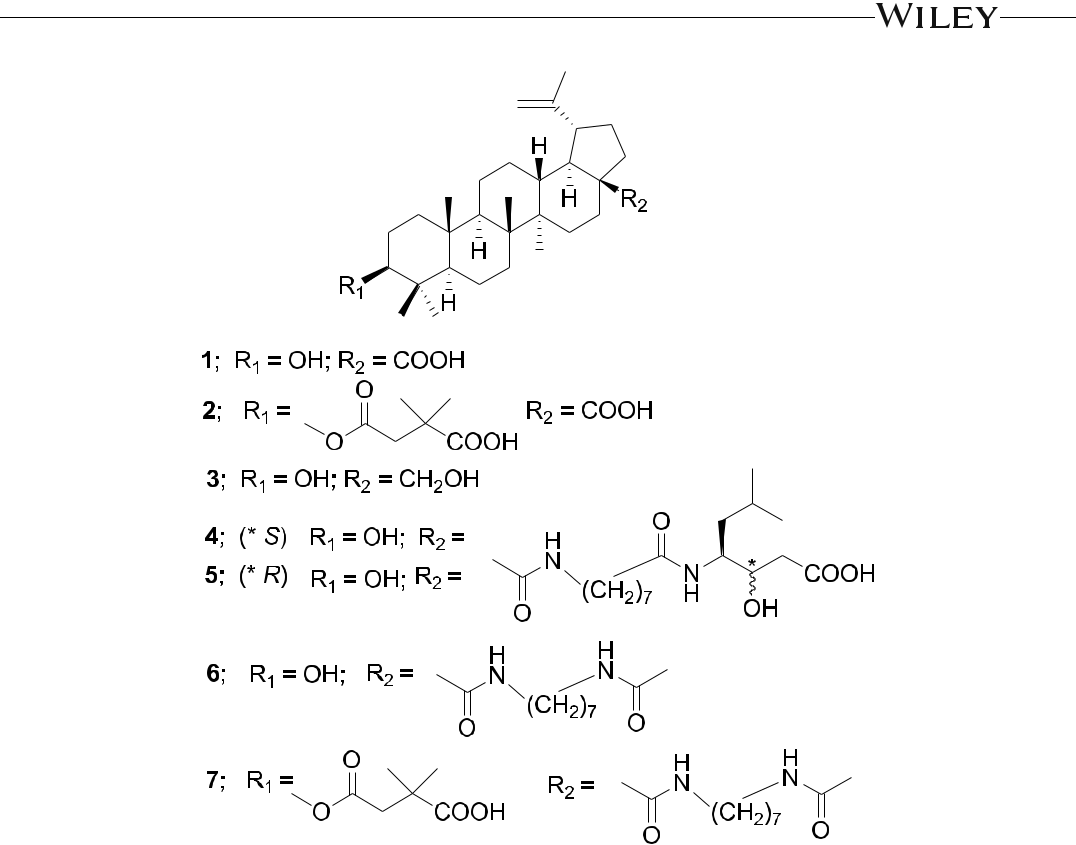 WILEY
H
H
R2
H
R1
H
1; R1 = OH; R2 = COOH
2; R1 = O O COOH R2 = COOH
3; R1 = OH; R2 = CH2OH
4; (* S) R1 = OH; R2 =
5; (* R) R1 = OH; R2 =
O H N (CH2)7 O N H * OH COOH
6; R1 = OH; R2 = O H N (CH2)7 H N O
7; R1 = O O COOH R2 = O H N (CH2)7 H N O